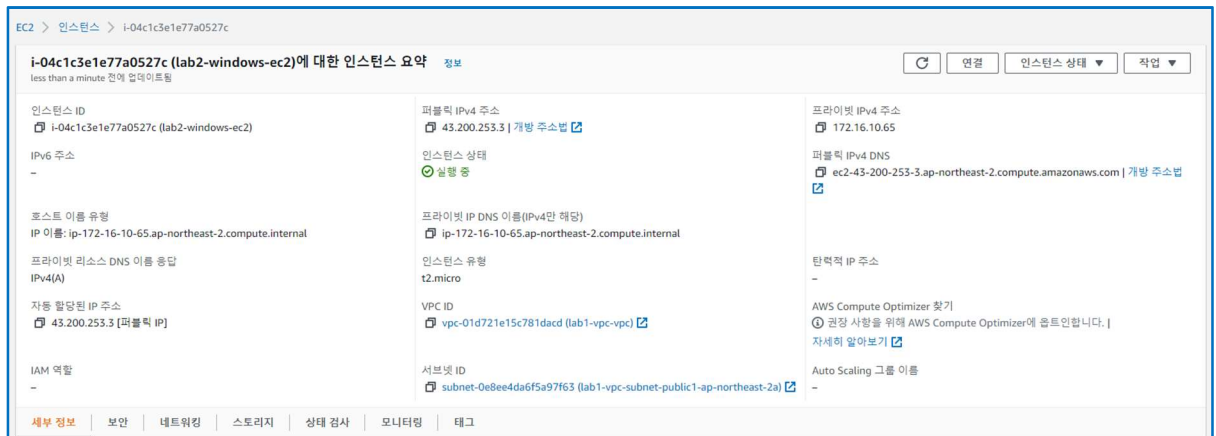 EC2 > 인스턴스 > i-04c1c3e1e77a0527c
i-04c1c3e1e77a0527c (lab2-windows-ec2)에 대한 인스턴스 요약 정보
less than a minute 전에 업데이트됨
연결 인스턴스 상태 ▼ 작업 ▼
인스턴스 ID
i-04c1c3e1e77a0527c (lab2-windows-ec2)
퍼블릭 IPv4 주소
43.200.253.3 | 개방 주소법
프라이빗 IPv4 주소
172.16.10.65
IPv6 주소
–
인스턴스 상태
실행 중
퍼블릭 IPv4 DNS
ec2-43-200-253-3.ap-northeast-2.compute.amazonaws.com | 개방 주소법
호스트 이름 유형
IP 이름: ip-172-16-10-65.ap-northeast-2.compute.internal
프라이빗 IP DNS 이름(IPv4만 해당)
ip-172-16-10-65.ap-northeast-2.compute.internal
프라이빗 리소스 DNS 이름 응답
IPv4(A)
인스턴스 유형
t2.micro
탄력적 IP 주소
–
자동 할당된 IP 주소
43.200.253.3 [퍼블릭 IP]
VPC ID
vpc-01d721e15c781dacd (lab1-vpc-vpc)
AWS Compute Optimizer 찾기
권장 사항을 위해 AWS Compute Optimizer에 옵트인합니다. |
자세히 알아보기
IAM 역할
–
서브넷 ID
subnet-0e8ee4da6f5a97f63 (lab1-vpc-subnet-public1-ap-northeast-2a)
Auto Scaling 그룹 이름
–
세부 정보 | 보안 | 네트워킹 | 스토리지 | 상태 검사 | 모니터링 | 태그